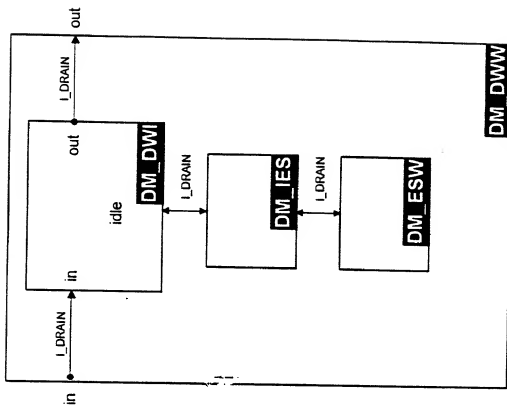 out
I_DRAIN
DM_DWW
out
DM_DWI
idle
in
I_DRAIN
DM_IES
I_DRAIN
DM_ESW
I_DRAIN
in